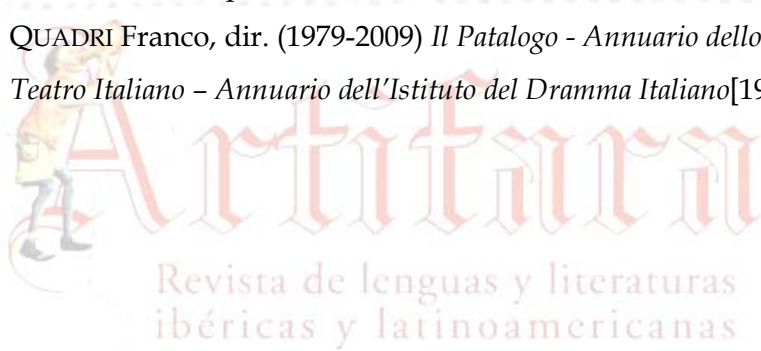 QUADRI Franco, dir. (1979-2009) Il Patalogo - Annuario dello
Teatro Italiano – Annuario dell’Istituto del Dramma Italiano[19
Artifara
Revista de lenguas y literaturas
ibéricas y latinoamericanas